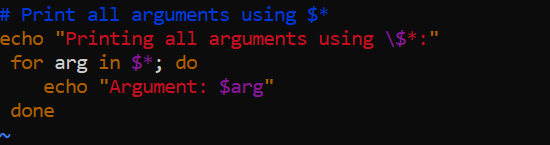 # Print all arguments using $*
echo "Printing all arguments using \$*:"
 for arg in $*; do
    echo "Argument: $arg"
 done
~